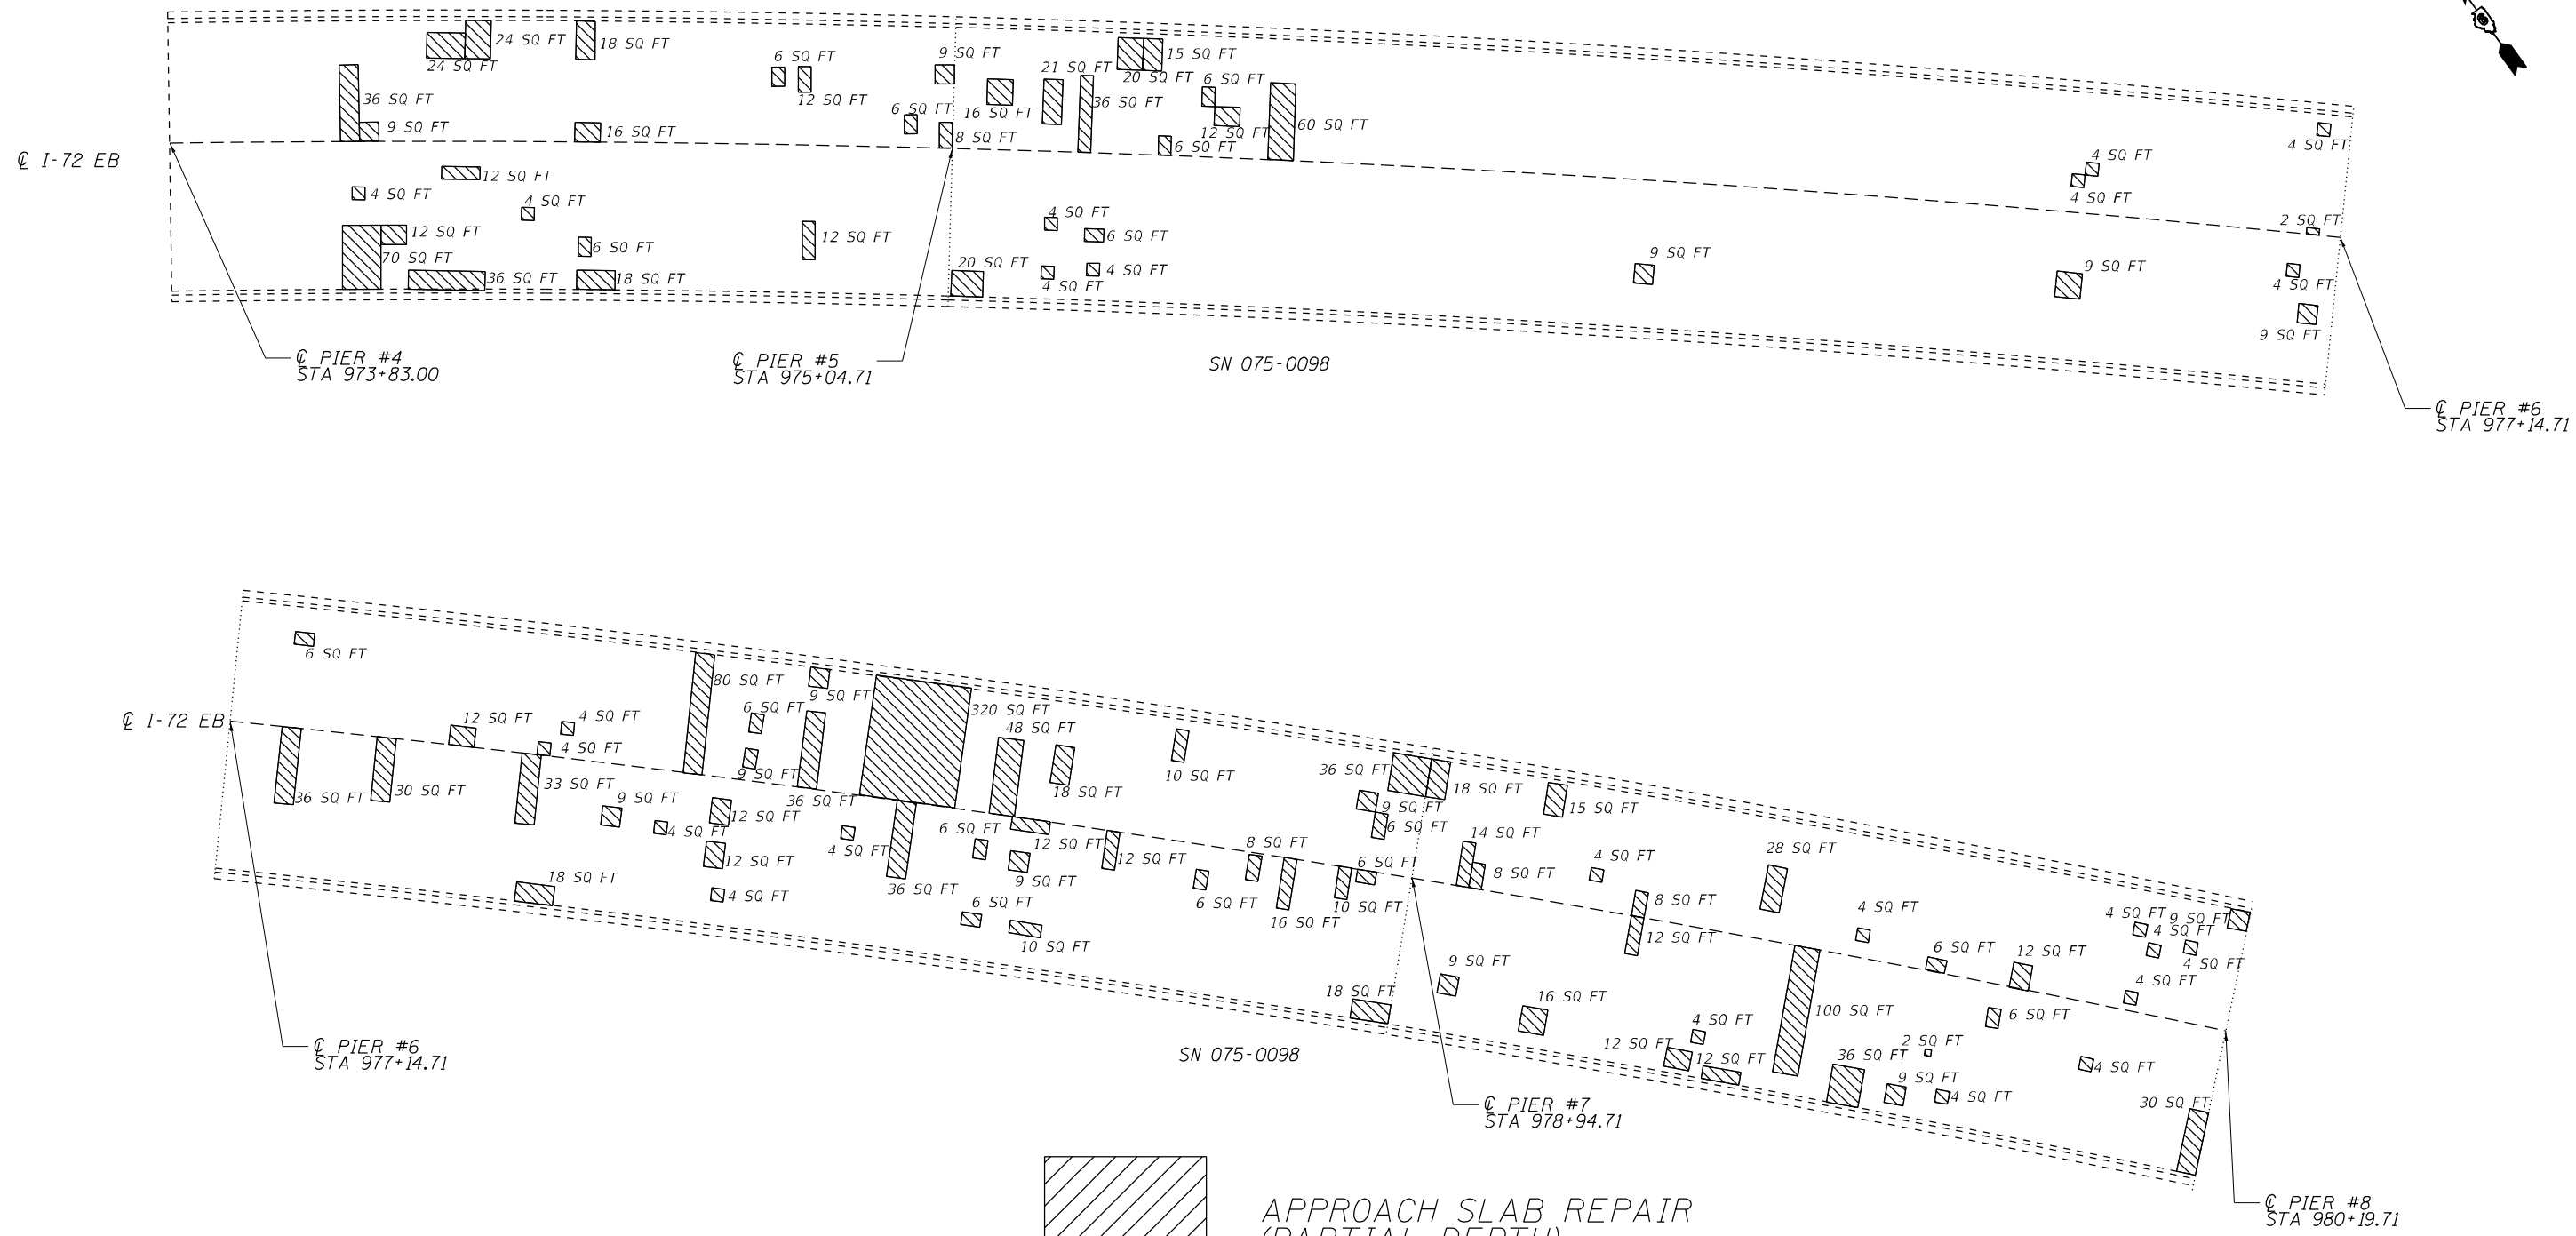 24 SQ FT
18 SQ FT
24 SQ FT
6 SQ FT
9 SQ FT
15 SQ FT
21 SQ FT
20 SQ FT
6 SQ FT
36 SQ FT
12 SQ FT
36 SQ FT
6 SQ FT
16 SQ FT
9 SQ FT
16 SQ FT
8 SQ FT
12 SQ FT
6 SQ FT
60 SQ FT
4 SQ FT
4 SQ FT
4 SQ FT
2 SQ FT
℄ I-72 EB
12 SQ FT
4 SQ FT
4 SQ FT
12 SQ FT
70 SQ FT
36 SQ FT
6 SQ FT
18 SQ FT
12 SQ FT
4 SQ FT
6 SQ FT
20 SQ FT
4 SQ FT
4 SQ FT
9 SQ FT
9 SQ FT
4 SQ FT
9 SQ FT
℄ PIER #4
STA 973+83.00
℄ PIER #5
STA 975+04.71
SN 075-0098
℄ PIER #6
STA 977+14.71
6 SQ FT
℄ I-72 EB
12 SQ FT
4 SQ FT
4 SQ FT
80 SQ FT
9 SQ FT
6 SQ FT
9 SQ FT
36 SQ FT
320 SQ FT
48 SQ FT
18 SQ FT
10 SQ FT
36 SQ FT
18 SQ FT
9 SQ FT
6 SQ FT
36 SQ FT
30 SQ FT
33 SQ FT
9 SQ FT
4 SQ FT
12 SQ FT
12 SQ FT
4 SQ FT
18 SQ FT
4 SQ FT
36 SQ FT
6 SQ FT
12 SQ FT
9 SQ FT
6 SQ FT
10 SQ FT
12 SQ FT
6 SQ FT
8 SQ FT
16 SQ FT
6 SQ FT
10 SQ FT
18 SQ FT
14 SQ FT
8 SQ FT
15 SQ FT
4 SQ FT
28 SQ FT
8 SQ FT
12 SQ FT
4 SQ FT
6 SQ FT
12 SQ FT
4 SQ FT
9 SQ FT
4 SQ FT
4 SQ FT
4 SQ FT
9 SQ FT
16 SQ FT
4 SQ FT
12 SQ FT
12 SQ FT
100 SQ FT
36 SQ FT
2 SQ FT
9 SQ FT
4 SQ FT
6 SQ FT
4 SQ FT
30 SQ FT
℄ PIER #6
STA 977+14.71
SN 075-0098
℄ PIER #7
STA 978+94.71
℄ PIER #8
STA 980+19.71
APPROACH SLAB REPAIR
(PARTIAL DEPTH)